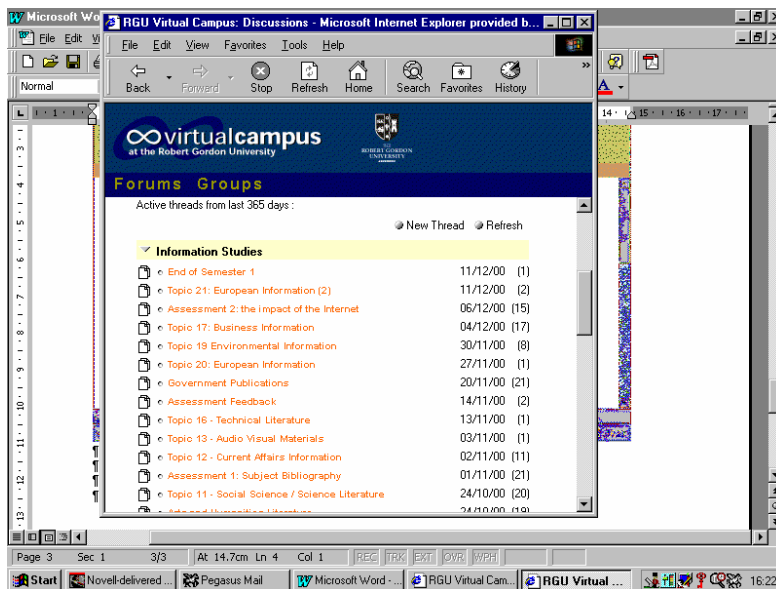 Microsoft Wo
RGU Virtual Campus: Discussions - Microsoft Internet Explorer provided b...
File Edit
File Edit View Favorites Tools Help
Back Forward Stop Refresh Home Search Favorites History »
Normal
virtualcampus
at the Robert Gordon University
ROBERT GORDON
UNIVERSITY
Forums Groups
Active threads from last 365 days :
New Thread Refresh
Information Studies
End of Semester 1 11/12/00 (1)
Topic 21: European Information (2) 11/12/00 (2)
Assessment 2: the impact of the Internet 06/12/00 (15)
Topic 17: Business Information 04/12/00 (17)
Topic 19 Environmental Information 30/11/00 (8)
Topic 20: European Information 27/11/00 (1)
Government Publications 20/11/00 (21)
Assessment Feedback 14/11/00 (2)
Topic 16 - Technical Literature 13/11/00 (1)
Topic 13 - Audio Visual Materials 03/11/00 (1)
Topic 12 - Current Affairs Information 02/11/00 (11)
Assessment 1: Subject Bibliography 01/11/00 (21)
Topic 11 - Social Science / Science Literature 24/10/00 (20)
Arts and Humanities Literature 24/10/00 (19)
Page 3 Sec 1 3/3 At 14.7cm Ln 4 Col 1 REC TRK EXT OVR WPH
Start Novell-delivered ... Pegasus Mail Microsoft Word - ... RGU Virtual Cam... RGU Virtual ... 16:22